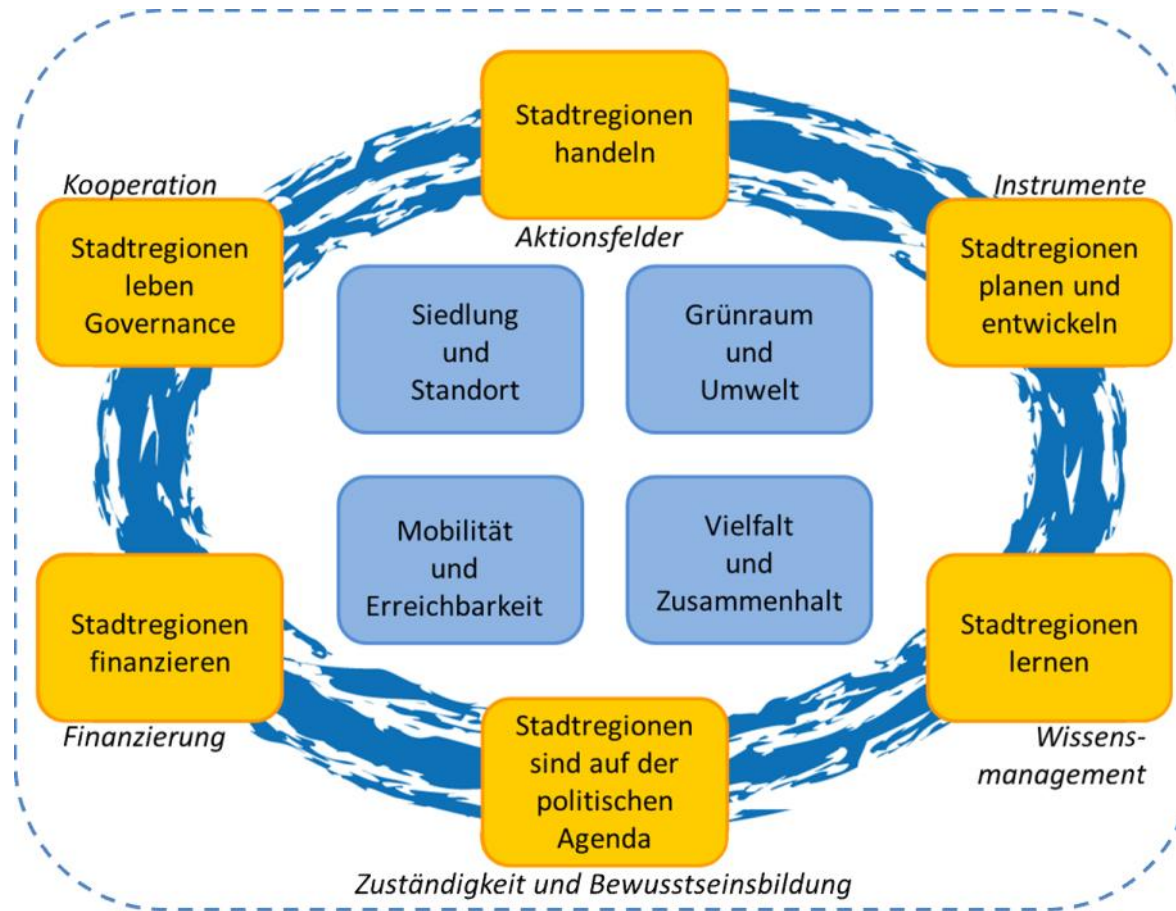 Stadtregionen
handeln
Aktionsfelder
Kooperation
Stadtregionen
leben
Governance
Instrumente
Stadtregionen
planen und
entwickeln
Siedlung
und
Standort
Grünraum
und
Umwelt
Mobilität
und
Erreichbarkeit
Vielfalt
und
Zusammenhalt
Stadtregionen
finanzieren
Finanzierung
Stadtregionen
lernen
Wissens-
management
Stadtregionen
sind auf der
politischen
Agenda
Zuständigkeit und Bewusstseinsbildung